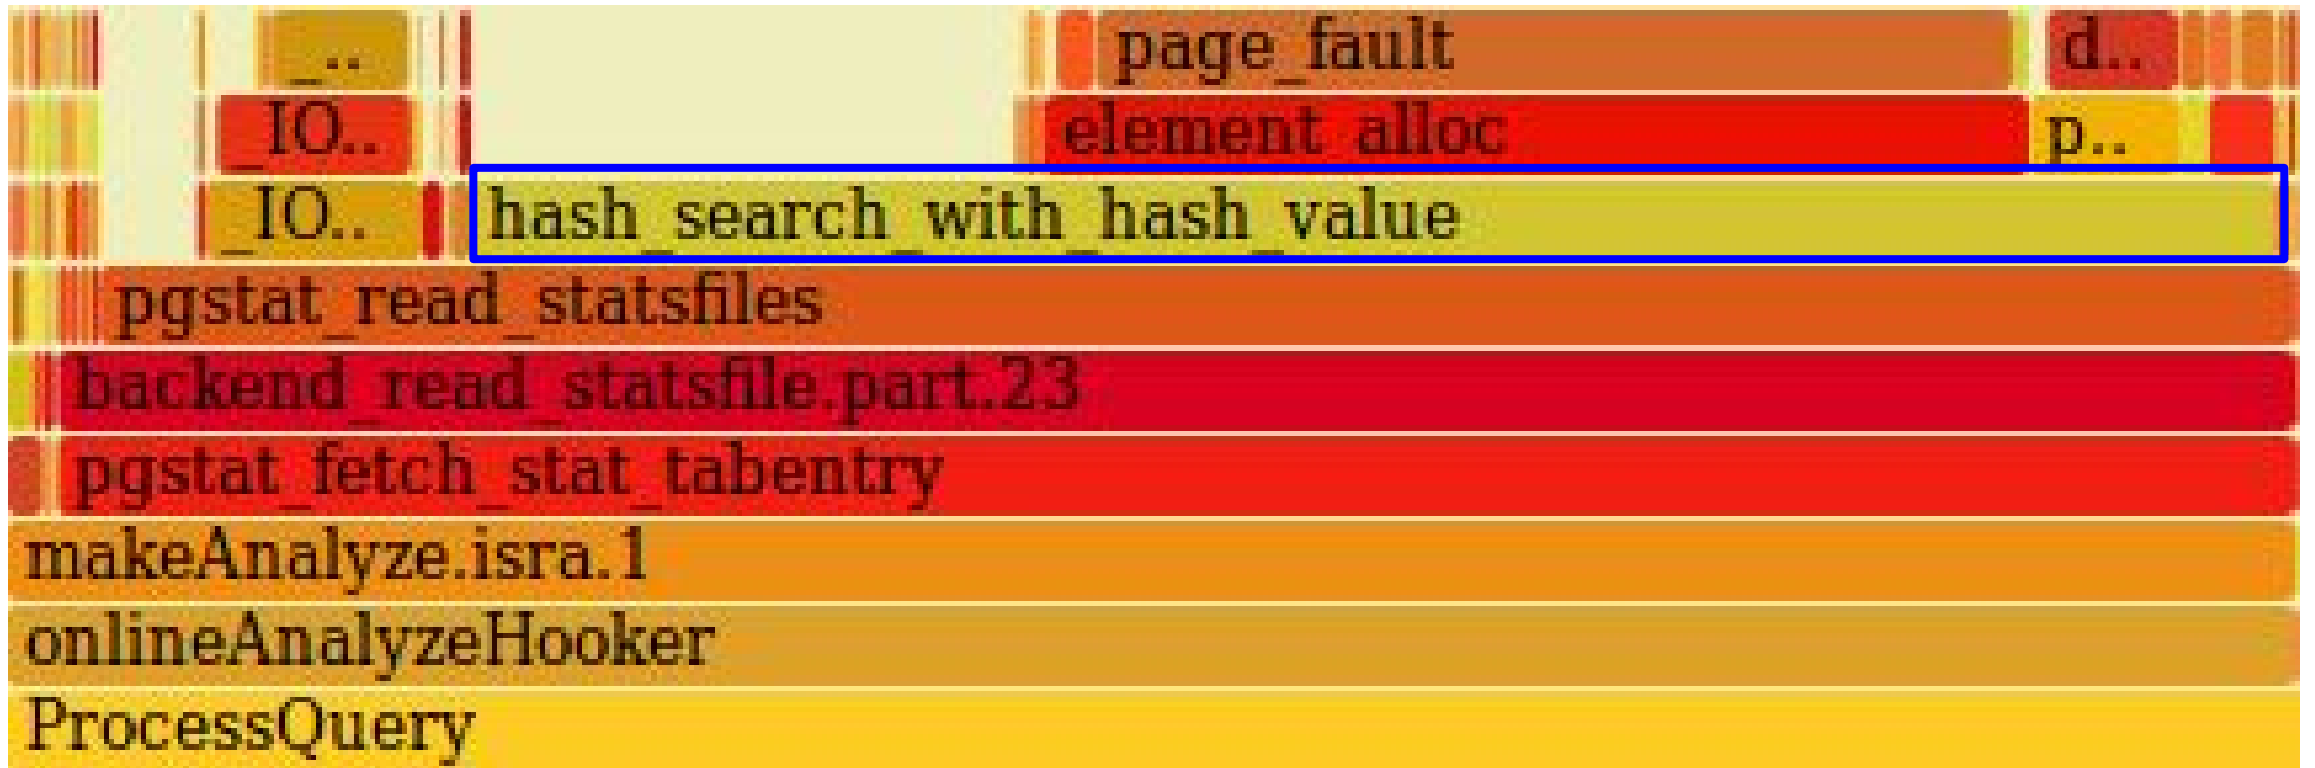 _..
page_fault
d..
_IO..
element_alloc
p..
_IO..
hash_search_with_hash_value
pgstat_read_statsfiles
backend_read_statsfile.part.23
pgstat_fetch_stat_tabentry
makeAnalyze.isra.1
onlineAnalyzeHooker
ProcessQuery